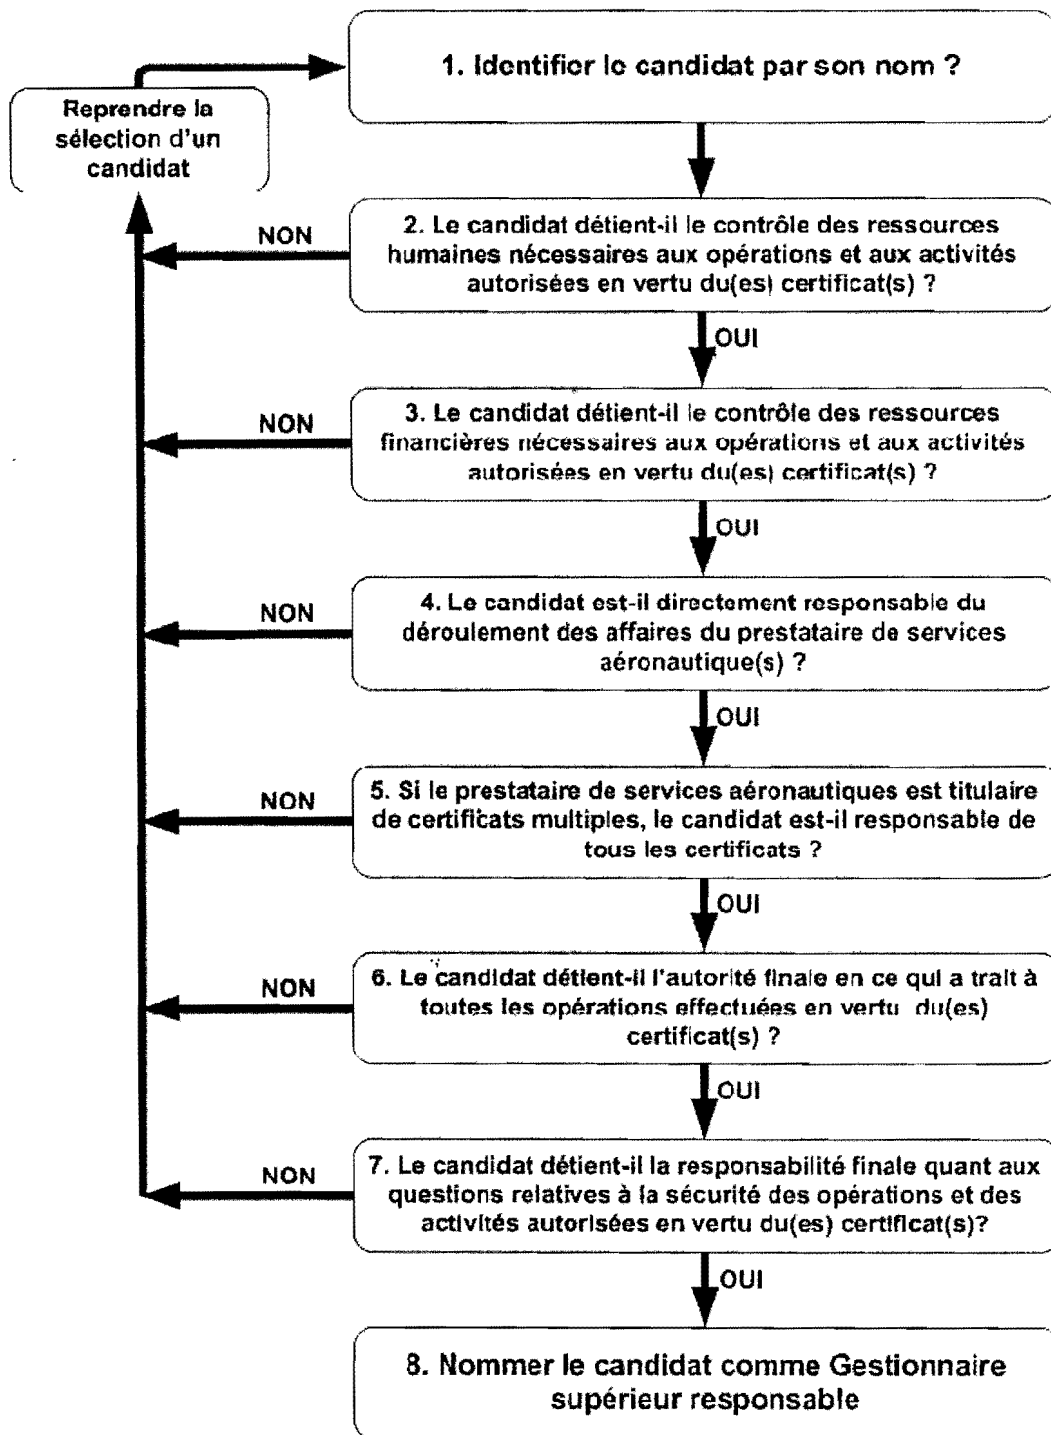 1. Identifier le candidat par son nom ?
Reprendre la
sélection d'un
candidat
NON
2. Le candidat détient-il le contrôle des ressources
humaines nécessaires aux opérations et aux activités
autorisées en vertu du(es) certificat(s) ?
OUI
NON
3. Le candidat détient-il le contrôle des ressources
financières nécessaires aux opérations et aux activités
autorisées en vertu du(es) certificat(s) ?
OUI
NON
4. Le candidat est-il directement responsable du
déroulement des affaires du prestataire de services
aéronautique(s) ?
OUI
NON
5. Si le prestataire de services aéronautiques est titulaire
de certificats multiples, le candidat est-il responsable de
tous les certificats ?
OUI
NON
6. Le candidat détient-il l'autorité finale en ce qui a trait à
toutes les opérations effectuées en vertu du(es)
certificat(s) ?
OUI
NON
7. Le candidat détient-il la responsabilité finale quant aux
questions relatives à la sécurité des opérations et des
activités autorisées en vertu du(es) certificat(s)?
OUI
8. Nommer le candidat comme Gestionnaire
supérieur responsable